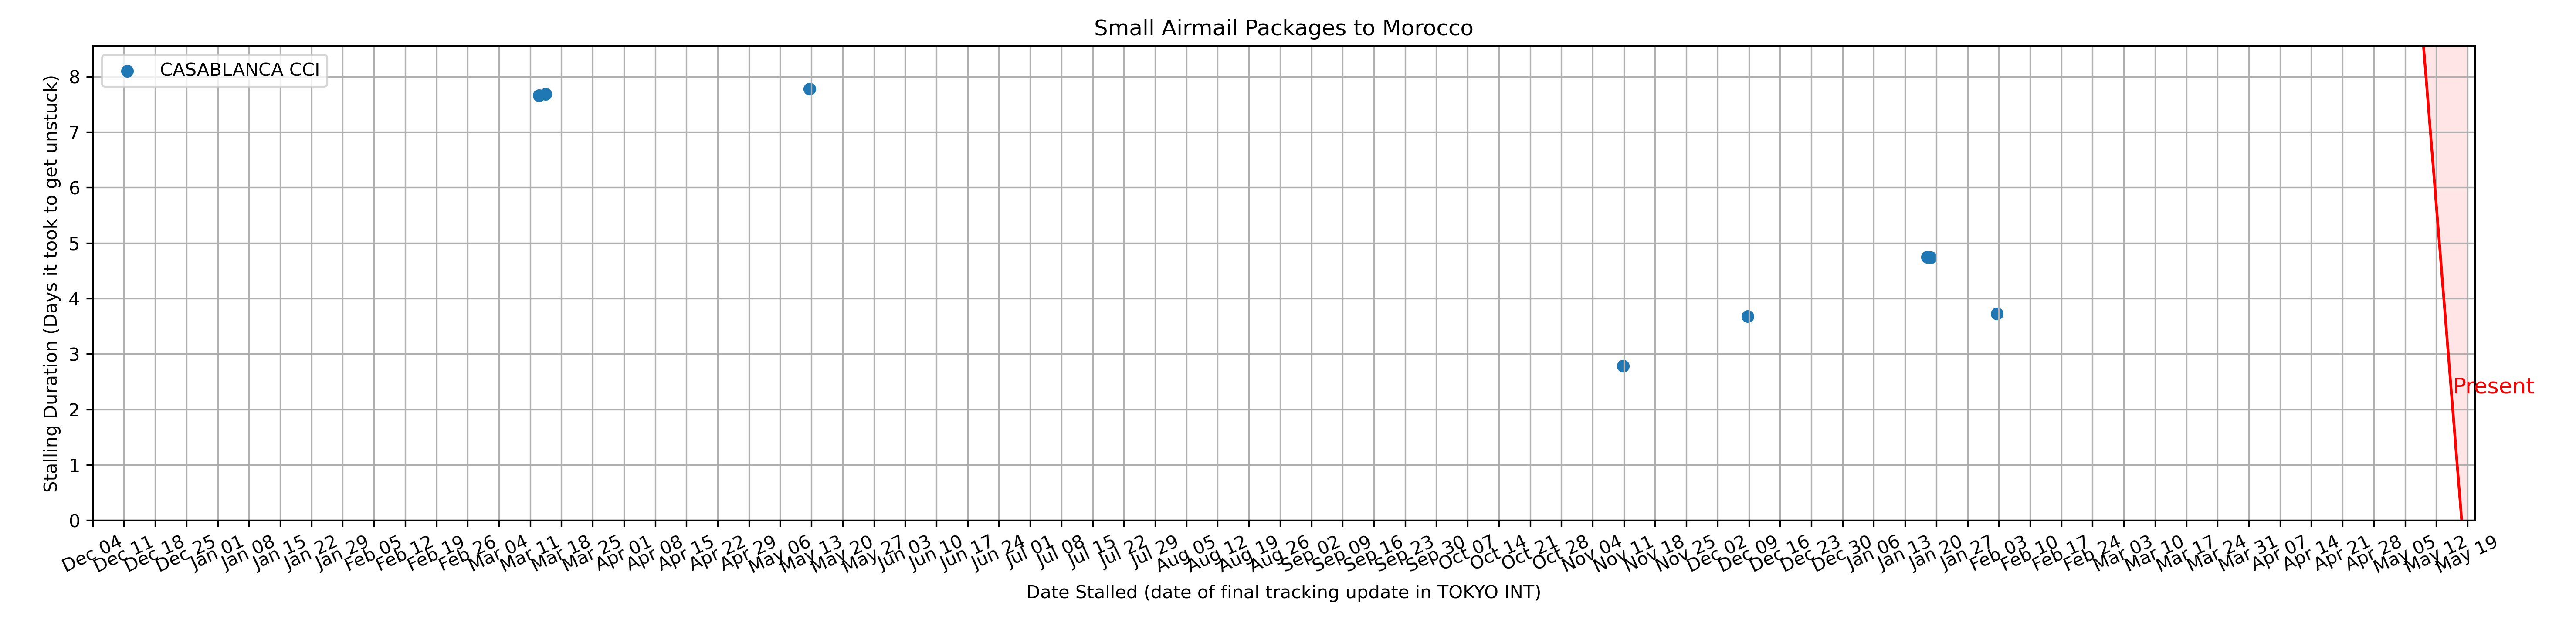 Small Airmail Packages to Morocco
CASABLANCA CCI
Stalling Duration (Days it took to get unstuck)
8
7
6
5
4
3
2
1
0
Present
Dec 04
Dec 11
Dec 18
Dec 25
Jan 01
Jan 08
Jan 15
Jan 22
Jan 29
Feb 05
Feb 12
Feb 19
Feb 26
Mar 04
Mar 11
Mar 18
Mar 25
Apr 01
Apr 08
Apr 15
Apr 22
Apr 29
May 06
May 13
May 20
May 27
Jun 03
Jun 10
Jun 17
Jun 24
Jul 01
Jul 08
Jul 15
Jul 22
Jul 29
Aug 05
Aug 12
Aug 19
Aug 26
Sep 02
Sep 09
Sep 16
Sep 23
Sep 30
Oct 07
Oct 14
Oct 21
Oct 28
Nov 04
Nov 11
Nov 18
Nov 25
Dec 02
Dec 09
Dec 16
Dec 23
Dec 30
Jan 06
Jan 13
Jan 20
Jan 27
Feb 03
Feb 10
Feb 17
Feb 24
Mar 03
Mar 10
Mar 17
Mar 24
Mar 31
Apr 07
Apr 14
Apr 21
Apr 28
May 05
May 12
May 19
Date Stalled (date of final tracking update in TOKYO INT)